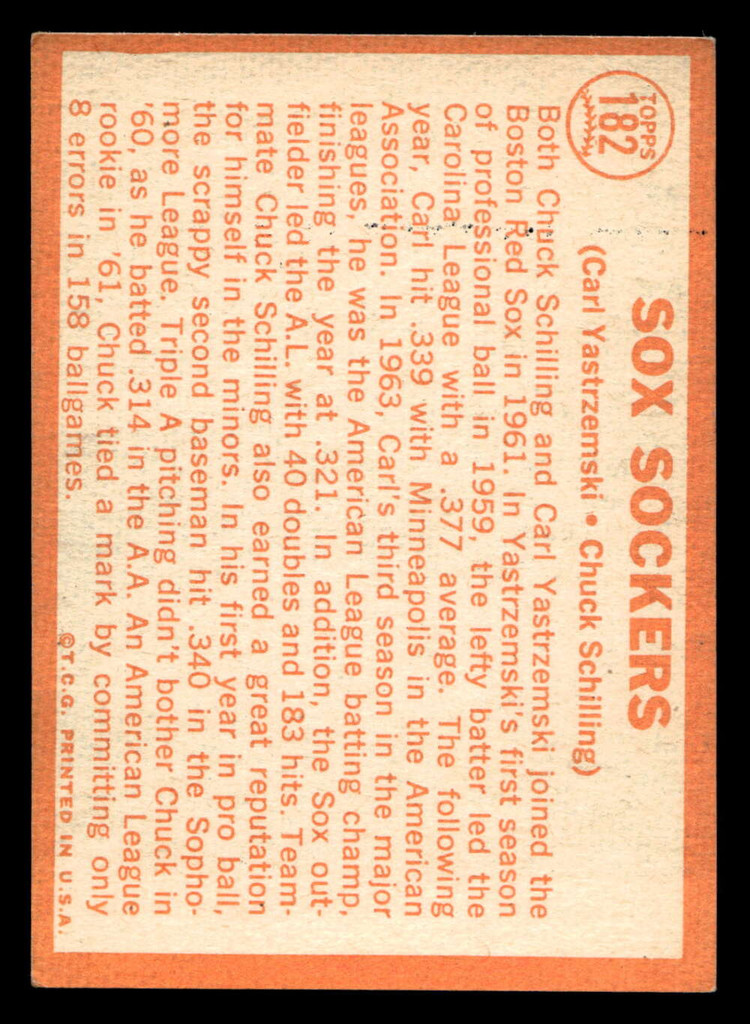 TOPPS
182
SOX SOCKERS
(Carl Yastrzemski • Chuck Schilling)
Both Chuck Schilling and Carl Yastrzemski joined the
Boston Red Sox in 1961. In Yastrzemski's first season
of professional ball in 1959, the lefty batter led the
Carolina League with a .377 average. The following
year, Carl hit .339 with Minneapolis in the American
Association. In 1963, Carl's third season in the major
leagues, he was the American League batting champ,
finishing the year at .321. In addition, the Sox out-
fielder led the A.L. with 40 doubles and 183 hits. Team-
mate Chuck Schilling also earned a great reputation
for himself in the minors. In his first year in pro ball,
the scrappy second baseman hit .340 in the Sopho-
more League. Triple A pitching didn't bother Chuck in
'60, as he batted .314 in the A.A. An American League
rookie in '61, Chuck tied a mark by committing only
8 errors in 158 ballgames.
©T.C.G. PRINTED IN U.S.A.